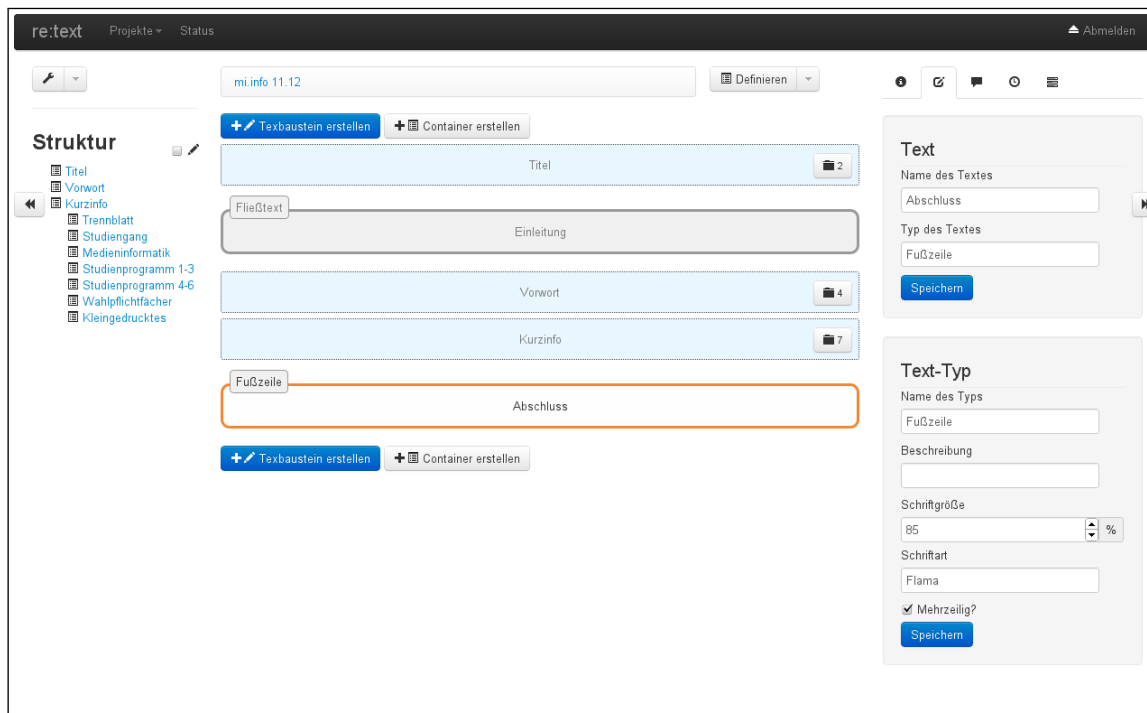 re:text Projekte Status Abmelden
mi.info 11.12 Definieren
Struktur
Titel
Vorwort
Kurzinfo
Trennblatt
Studiengang
Medieninformatik
Studienprogramm 1-3
Studienprogramm 4-6
Wahlpflichtfächer
Kleingedrucktes
Texbaustein erstellen Container erstellen
Titel 2
Fließtext
Einleitung
Vorwort 4
Kurzinfo 7
Fußzeile
Abschluss
Texbaustein erstellen Container erstellen
Text
Name des Textes
Abschluss
Typ des Textes
Fußzeile
Speichern
Text-Typ
Name des Typs
Fußzeile
Beschreibung
Schriftgröße
85 %
Schriftart
Flama
Mehrzeilig?
Speichern